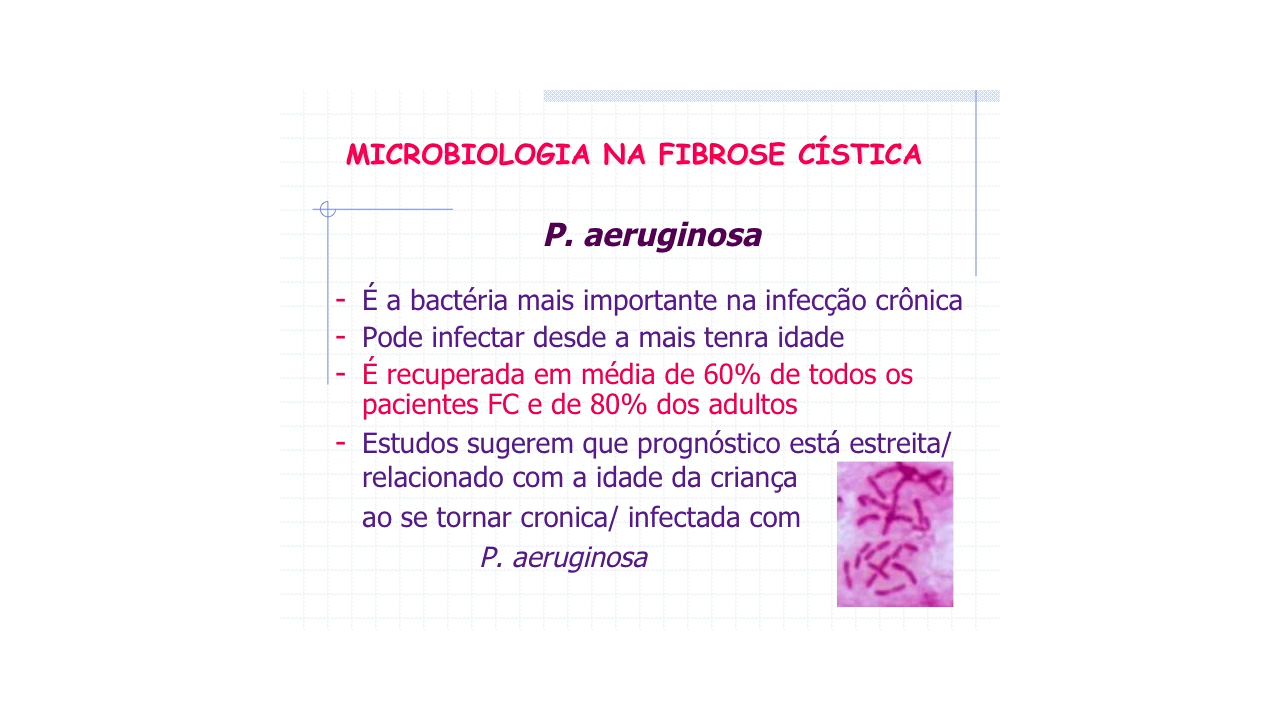 MICROBIOLOGIA NA FIBROSE CÍSTICA
P. aeruginosa
- É a bactéria mais importante na infecção crônica
- Pode infectar desde a mais tenra idade
- É recuperada em média de 60% de todos os
pacientes FC e de 80% dos adultos
- Estudos sugerem que prognóstico está estreita/
relacionado com a idade da criança
ao se tornar cronica/ infectada com
P. aeruginosa